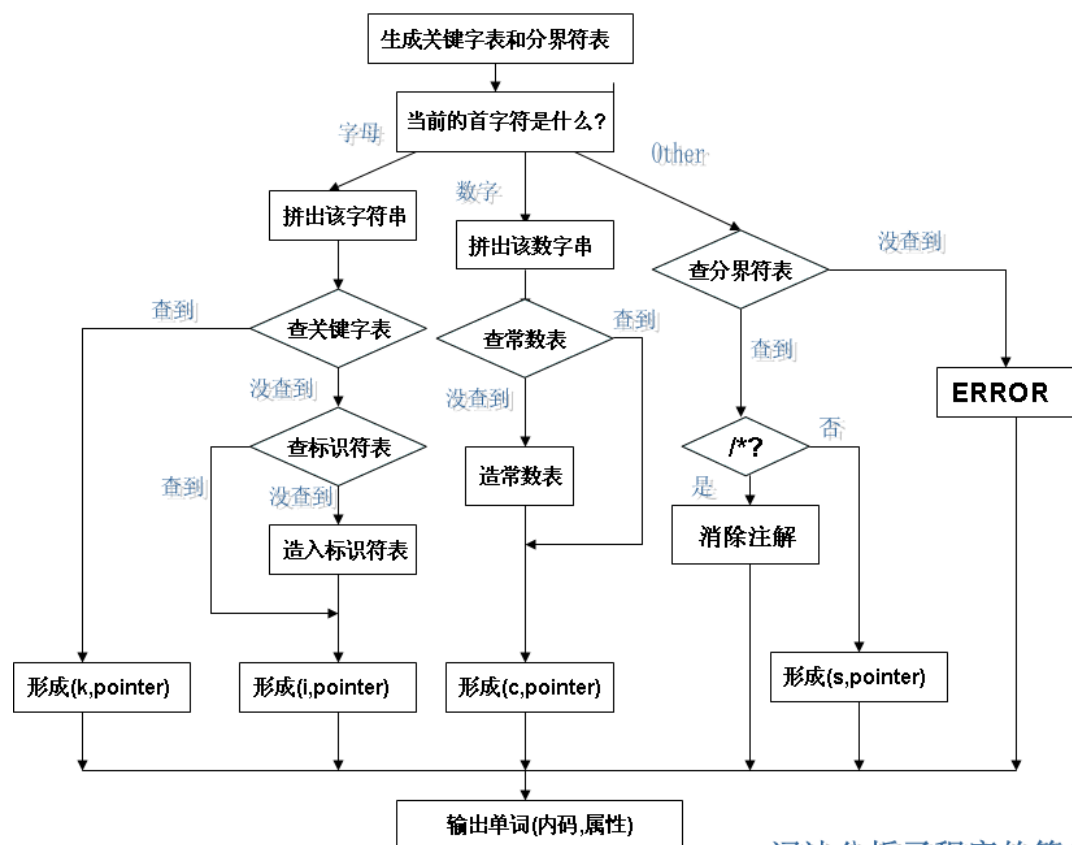 生成关键字表和分界符表
当前的首字符是什么?
字母
数字
Other
拼出该字符串
拼出该数字串
查分界符表
没查到
查到
查关键字表
查常数表
查到
查到
没查到
没查到
ERROR
查标识符表
/*?
否
查到
没查到
造常数表
是
造入标识符表
消除注解
形成(k,pointer)
形成(i,pointer)
形成(c,pointer)
形成(s,pointer)
输出单词(内码,属性)